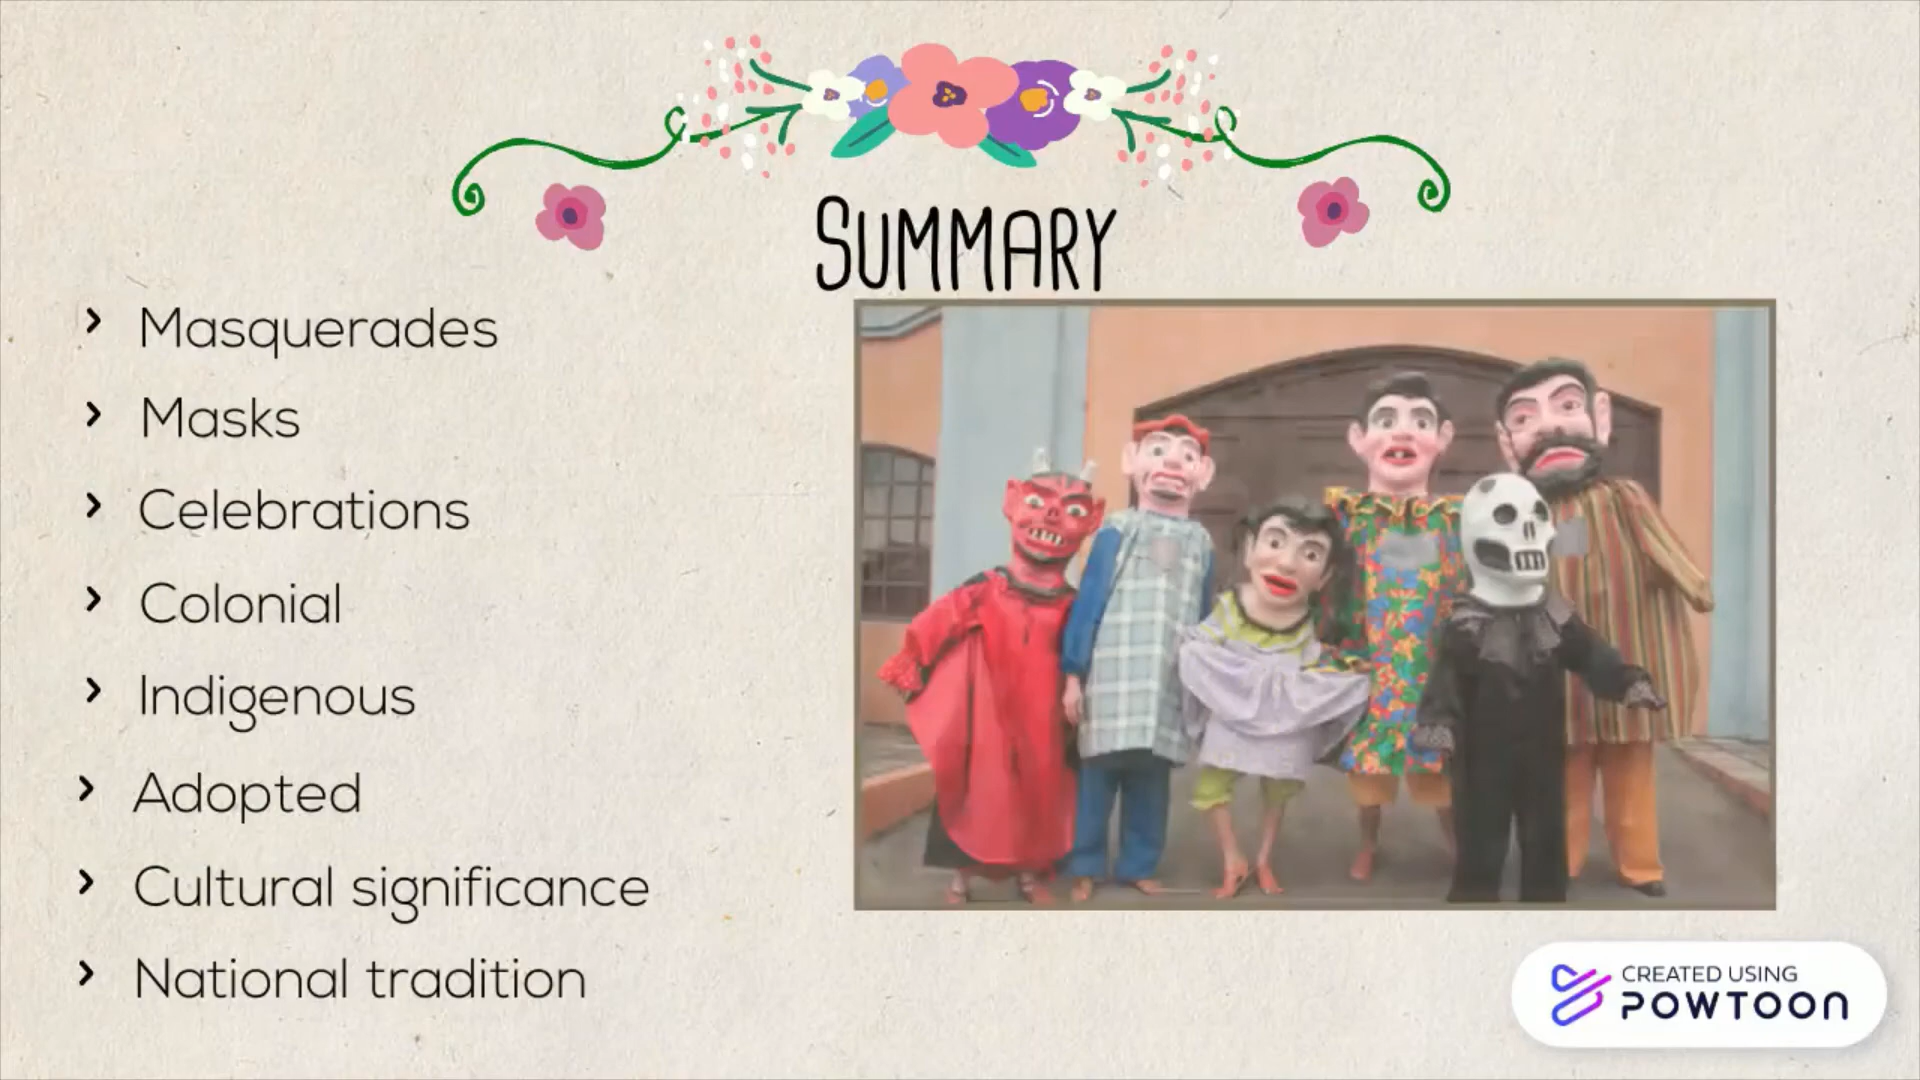 SUMMARY
Masquerades
Masks
Celebrations
Colonial
Indigenous
Adopted
Cultural significance
National tradition
CREATED USING
POWTOON